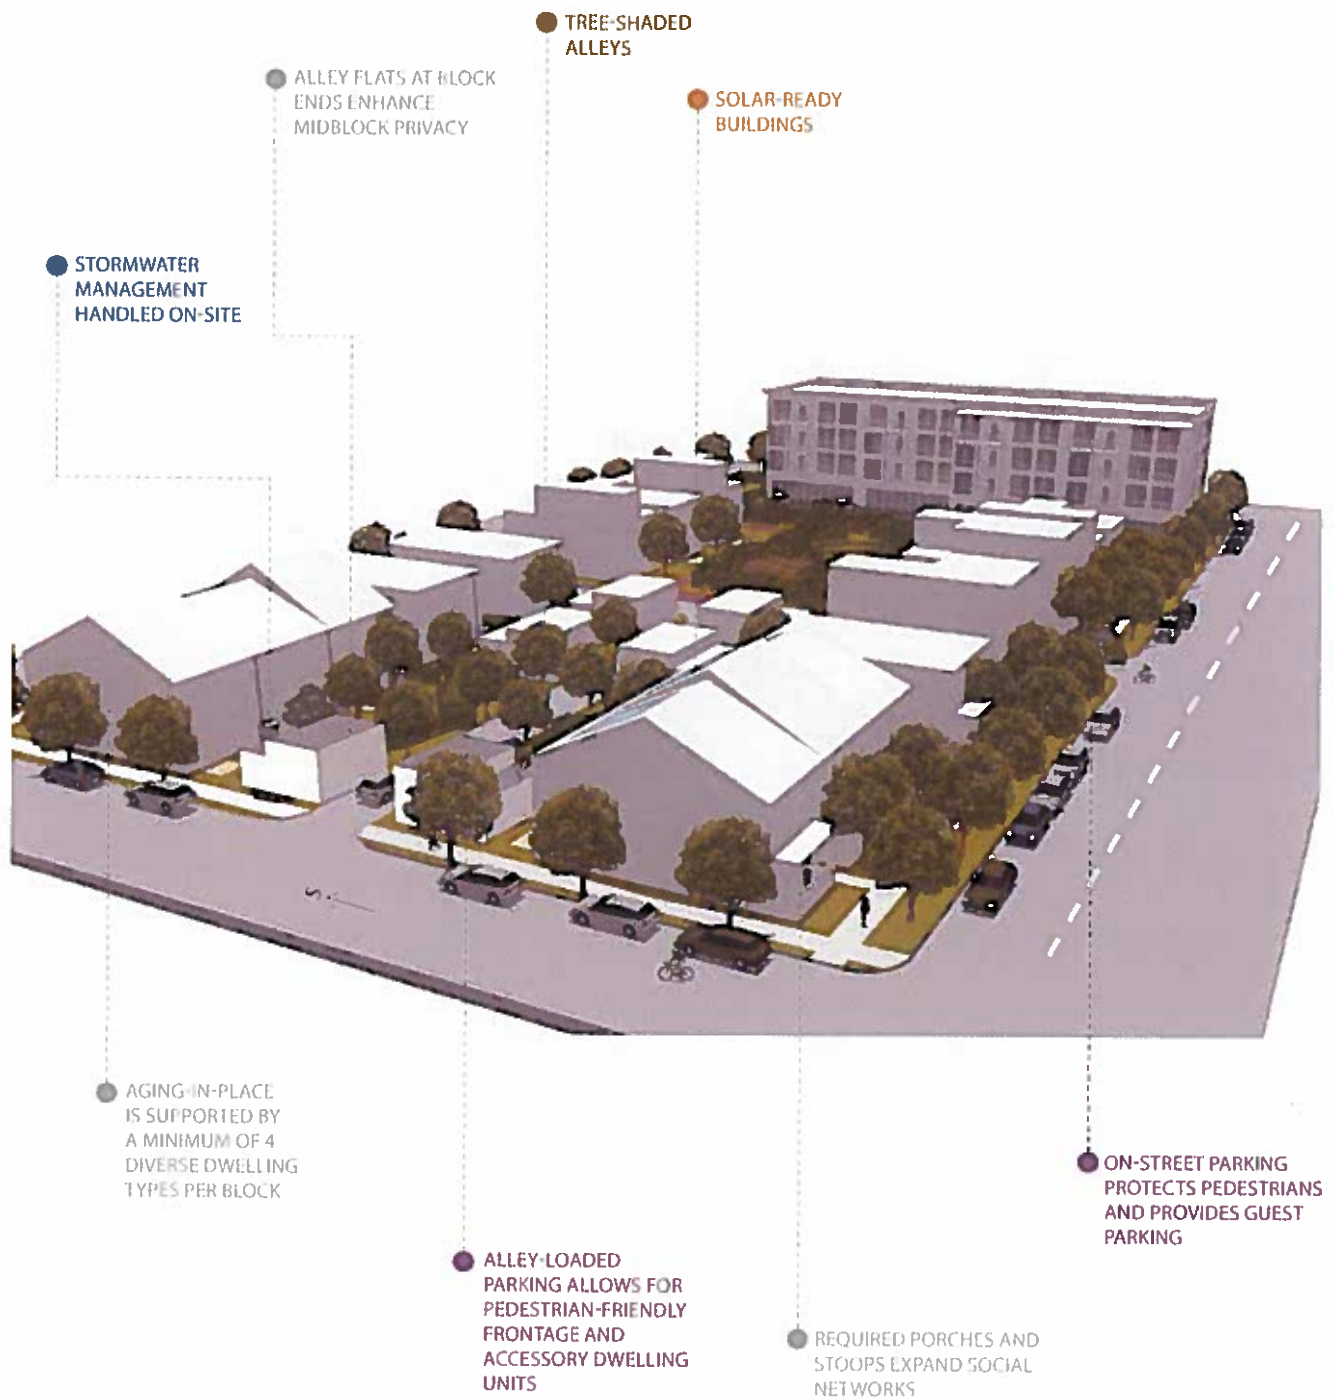 TREE-SHADED
ALLEYS
ALLEY FLATS AT BLOCK
ENDS ENHANCE
MIDBLOCK PRIVACY
SOLAR-READY
BUILDINGS
STORMWATER
MANAGEMENT
HANDLED ON-SITE
AGING-IN-PLACE
IS SUPPORTED BY
A MINIMUM OF 4
DIVERSE DWELLING
TYPES PER BLOCK
ON-STREET PARKING
PROTECTS PEDESTRIANS
AND PROVIDES GUEST
PARKING
ALLEY-LOADED
PARKING ALLOWS FOR
PEDESTRIAN-FRIENDLY
FRONTAGE AND
ACCESSORY DWELLING
UNITS
REQUIRED PORCHES AND
STOOPS EXPAND SOCIAL
NETWORKS